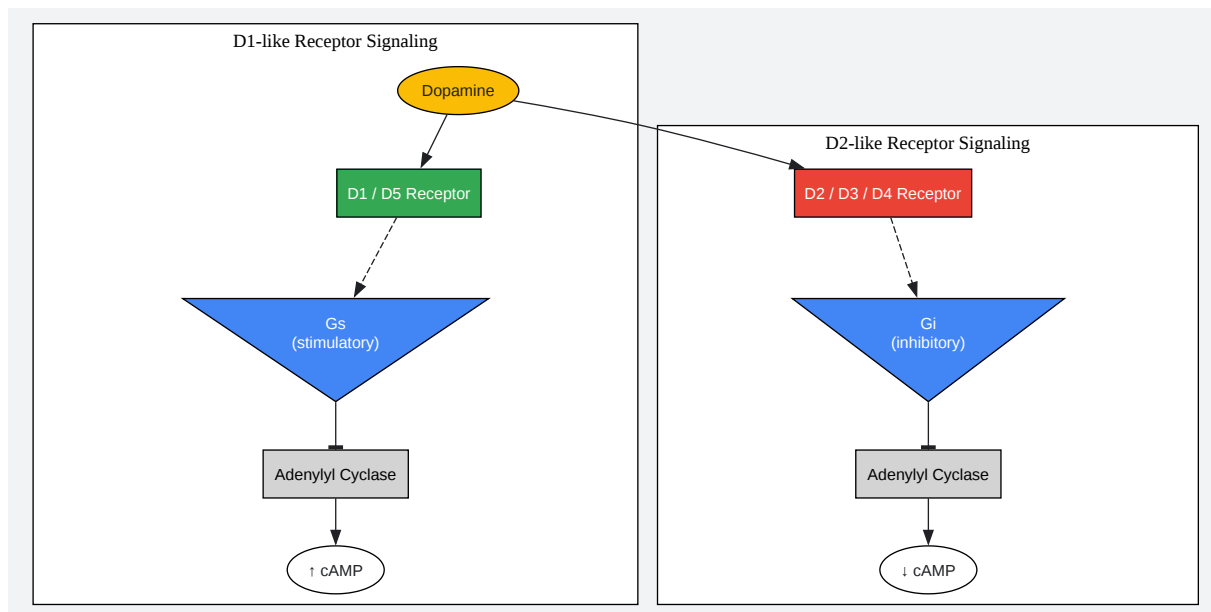 D1-like Receptor Signaling
Dopamine
D1 / D5 Receptor
Gs
(stimulatory)
Adenylyl Cyclase
↑ cAMP
D2-like Receptor Signaling
D2 / D3 / D4 Receptor
Gi
(inhibitory)
Adenylyl Cyclase
↓ cAMP